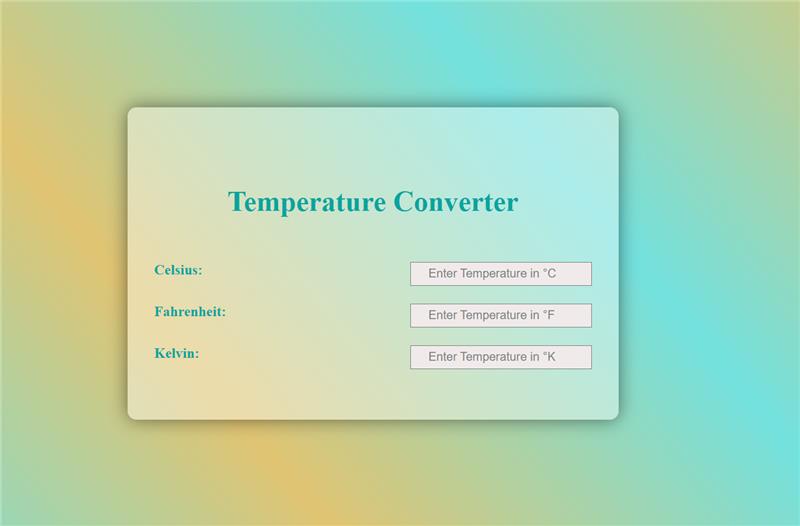 Temperature Converter
Celsius: Enter Temperature in °C
Fahrenheit: Enter Temperature in °F
Kelvin: Enter Temperature in °K